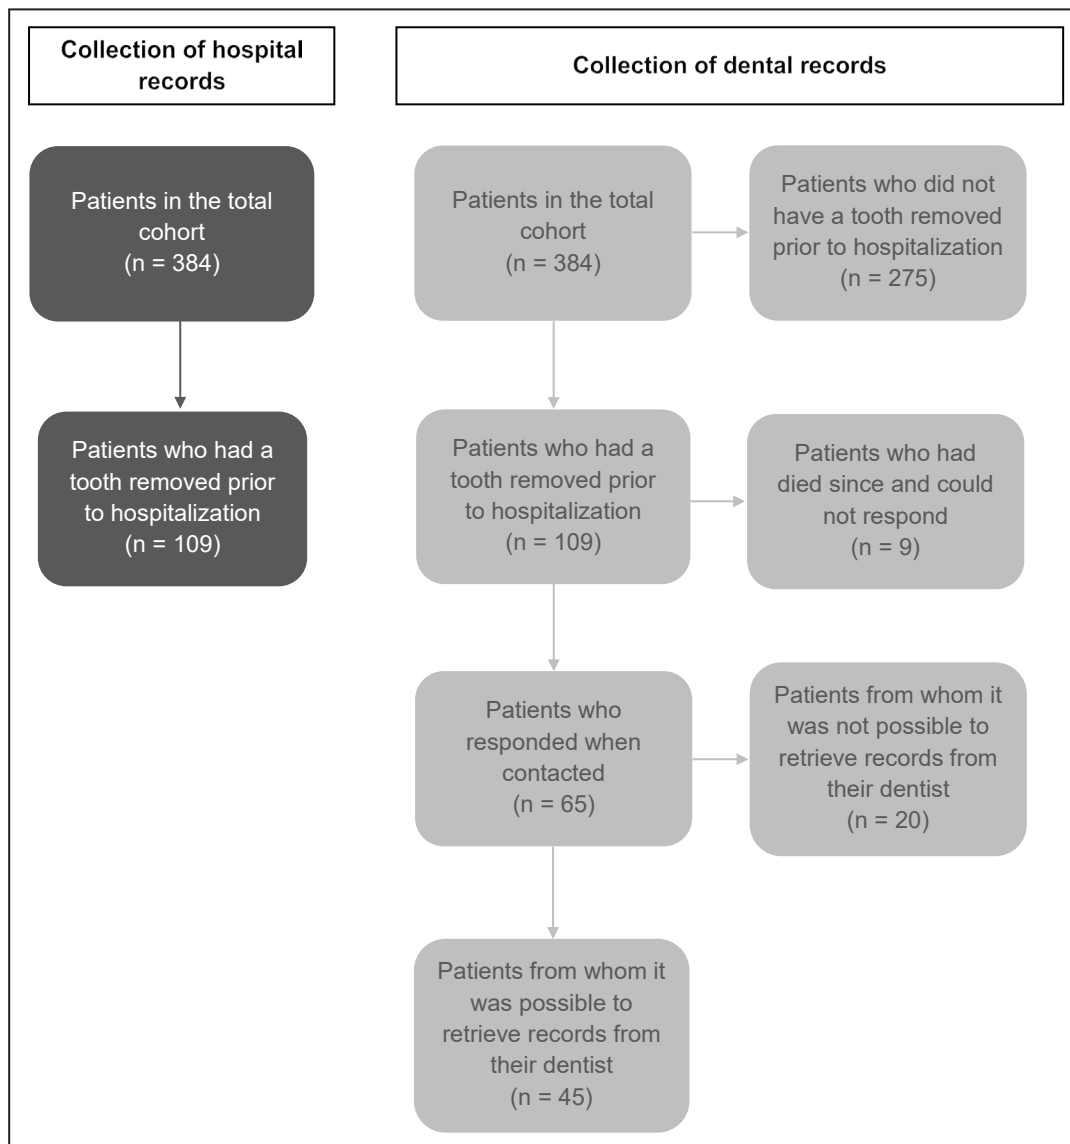 Collection of hospital
records
Collection of dental records
Patients in the total
cohort
(n = 384)
Patients who had a
tooth removed prior
to hospitalization
(n = 109)
Patients in the total
cohort
(n = 384)
Patients who did not
have a tooth removed
prior to hospitalization
(n = 275)
Patients who had a
tooth removed prior
to hospitalization
(n = 109)
Patients who had
died since and could
not respond
(n = 9)
Patients who
responded when
contacted
(n = 65)
Patients from whom it
was not possible to
retrieve records from
their dentist
(n = 20)
Patients from whom it
was possible to
retrieve records from
their dentist
(n = 45)